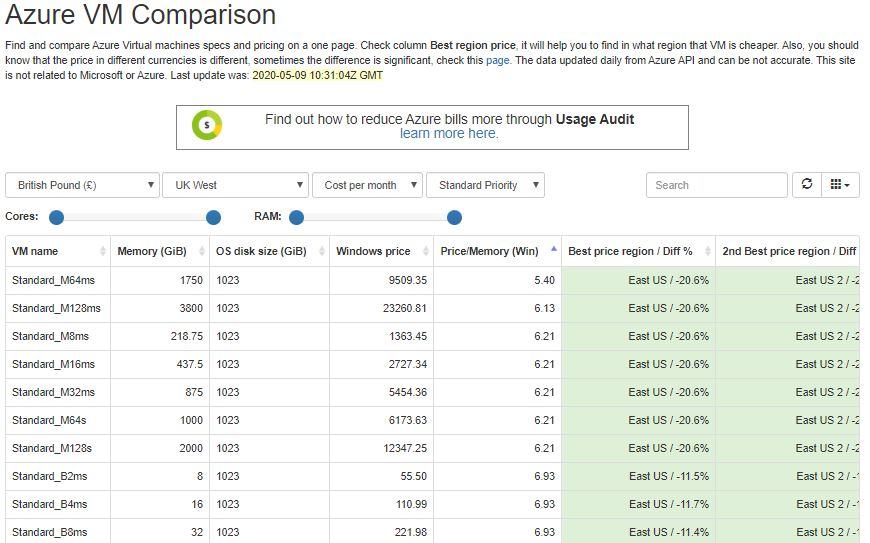 Azure VM Comparison
Find and compare Azure Virtual machines specs and pricing on a one page. Check column Best region price, it will help you to find in what region that VM is cheaper. Also, you should
know that the price in different currencies is different, sometimes the difference is significant, check this page. The data updated daily from Azure API and can be not accurate. This site
is not related to Microsoft or Azure. Last update was: 2020-05-09 10:31:04Z GMT
$ Find out how to reduce Azure bills more through Usage Audit
learn more here.
British Pound (£) UK West Cost per month Standard Priority Search
Cores: RAM:
VM name Memory (GiB) OS disk size (GiB) Windows price Price/Memory (Win) Best price region / Diff % 2nd Best price region / Diff
Standard_M64ms 1750 1023 9509.35 5.40 East US / -20.6% East US 2 / -2
Standard_M128ms 3800 1023 23260.81 6.13 East US / -20.6% East US 2 / -2
Standard_M8ms 218.75 1023 1363.45 6.21 East US / -20.6% East US 2 / -2
Standard_M16ms 437.5 1023 2727.34 6.21 East US / -20.6% East US 2 / -2
Standard_M32ms 875 1023 5454.36 6.21 East US / -20.6% East US 2 / -2
Standard_M64s 1000 1023 6173.63 6.21 East US / -20.6% East US 2 / -2
Standard_M128s 2000 1023 12347.25 6.21 East US / -20.6% East US 2 / -2
Standard_B2ms 8 1023 55.50 6.93 East US / -11.5% East US 2 / -1
Standard_B4ms 16 1023 110.99 6.93 East US / -11.7% East US 2 / -1
Standard_B8ms 32 1023 221.98 6.93 East US / -11.4% East US 2 / -1